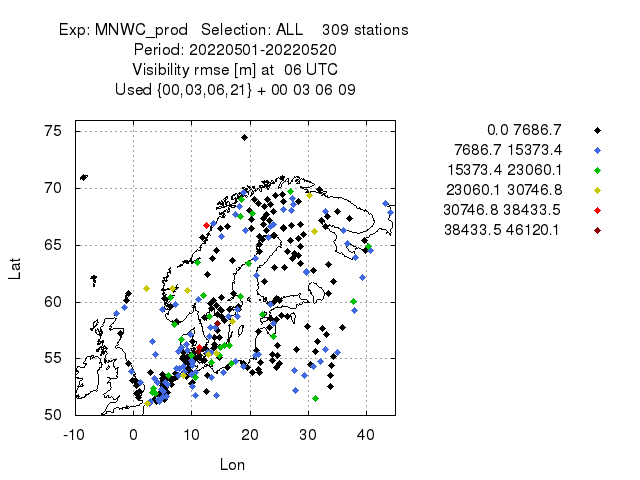 Exp: MNWC_prod   Selection: ALL    309 stations
Period: 20220501-20220520
Visibility rmse [m] at  06 UTC
Used {00,03,06,21} + 00 03 06 09
0.0 7686.7
7686.7 15373.4
15373.4 23060.1
23060.1 30746.8
30746.8 38433.5
38433.5 46120.1
75
70
65
60
55
50
Lat
-10 0 10 20 30 40
Lon